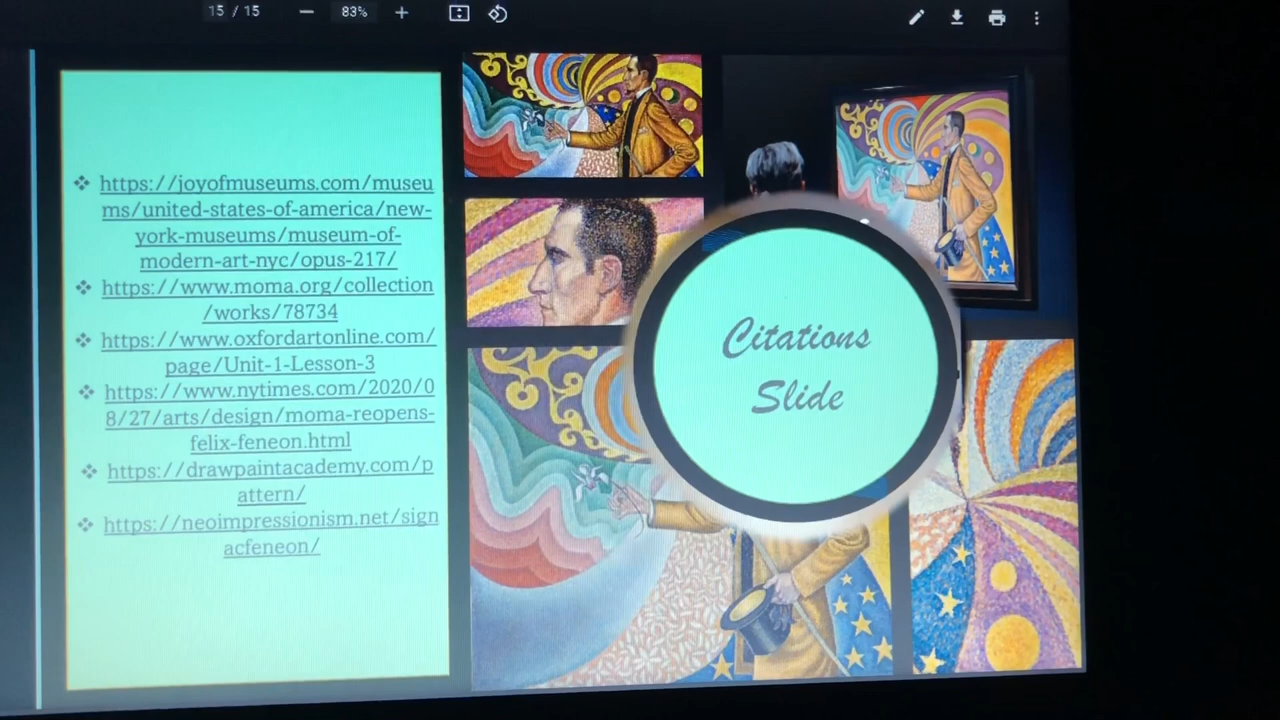 15 / 15
83%
❖ https://joyofmuseums.com/museu
ms/united-states-of-america/new-
york-museums/museum-of-
modern-art-nyc/opus-217/
❖ https://www.moma.org/collection
/works/78734
❖ https://www.oxfordartonline.com/
page/Unit-1-Lesson-3
❖ https://www.nytimes.com/2020/0
8/27/arts/design/moma-reopens-
felix-feneon.html
❖ https://drawpaintacademy.com/p
attern/
❖ https://neoimpressionism.net/sign
acfeneon/
Citations
Slide